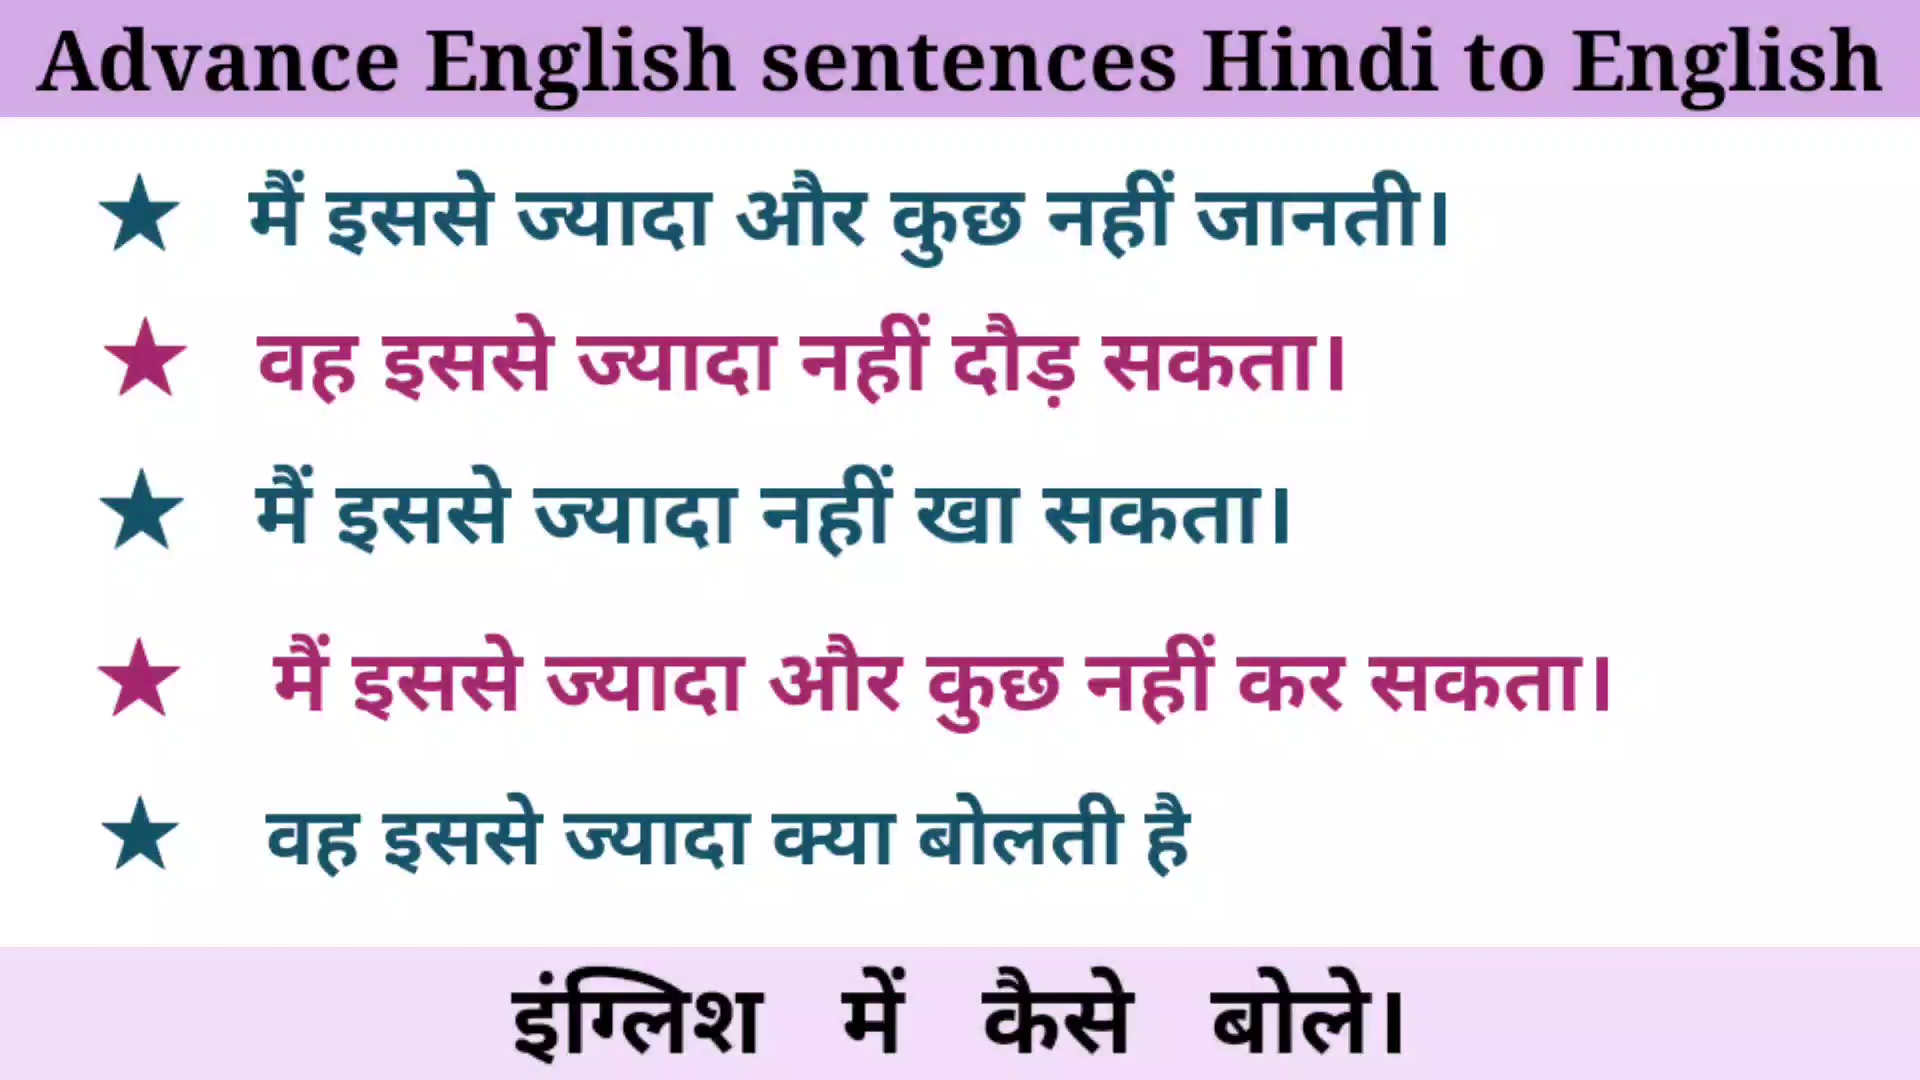 Advance English sentences Hindi to English
★ मैं इससे ज्यादा और कुछ नहीं जानती।
★ वह इससे ज्यादा नहीं दौड़ सकता।
★ मैं इससे ज्यादा नहीं खा सकता।
★ मैं इससे ज्यादा और कुछ नहीं कर सकता।
★ वह इससे ज्यादा क्या बोलती है
इंग्लिश में कैसे बोले।